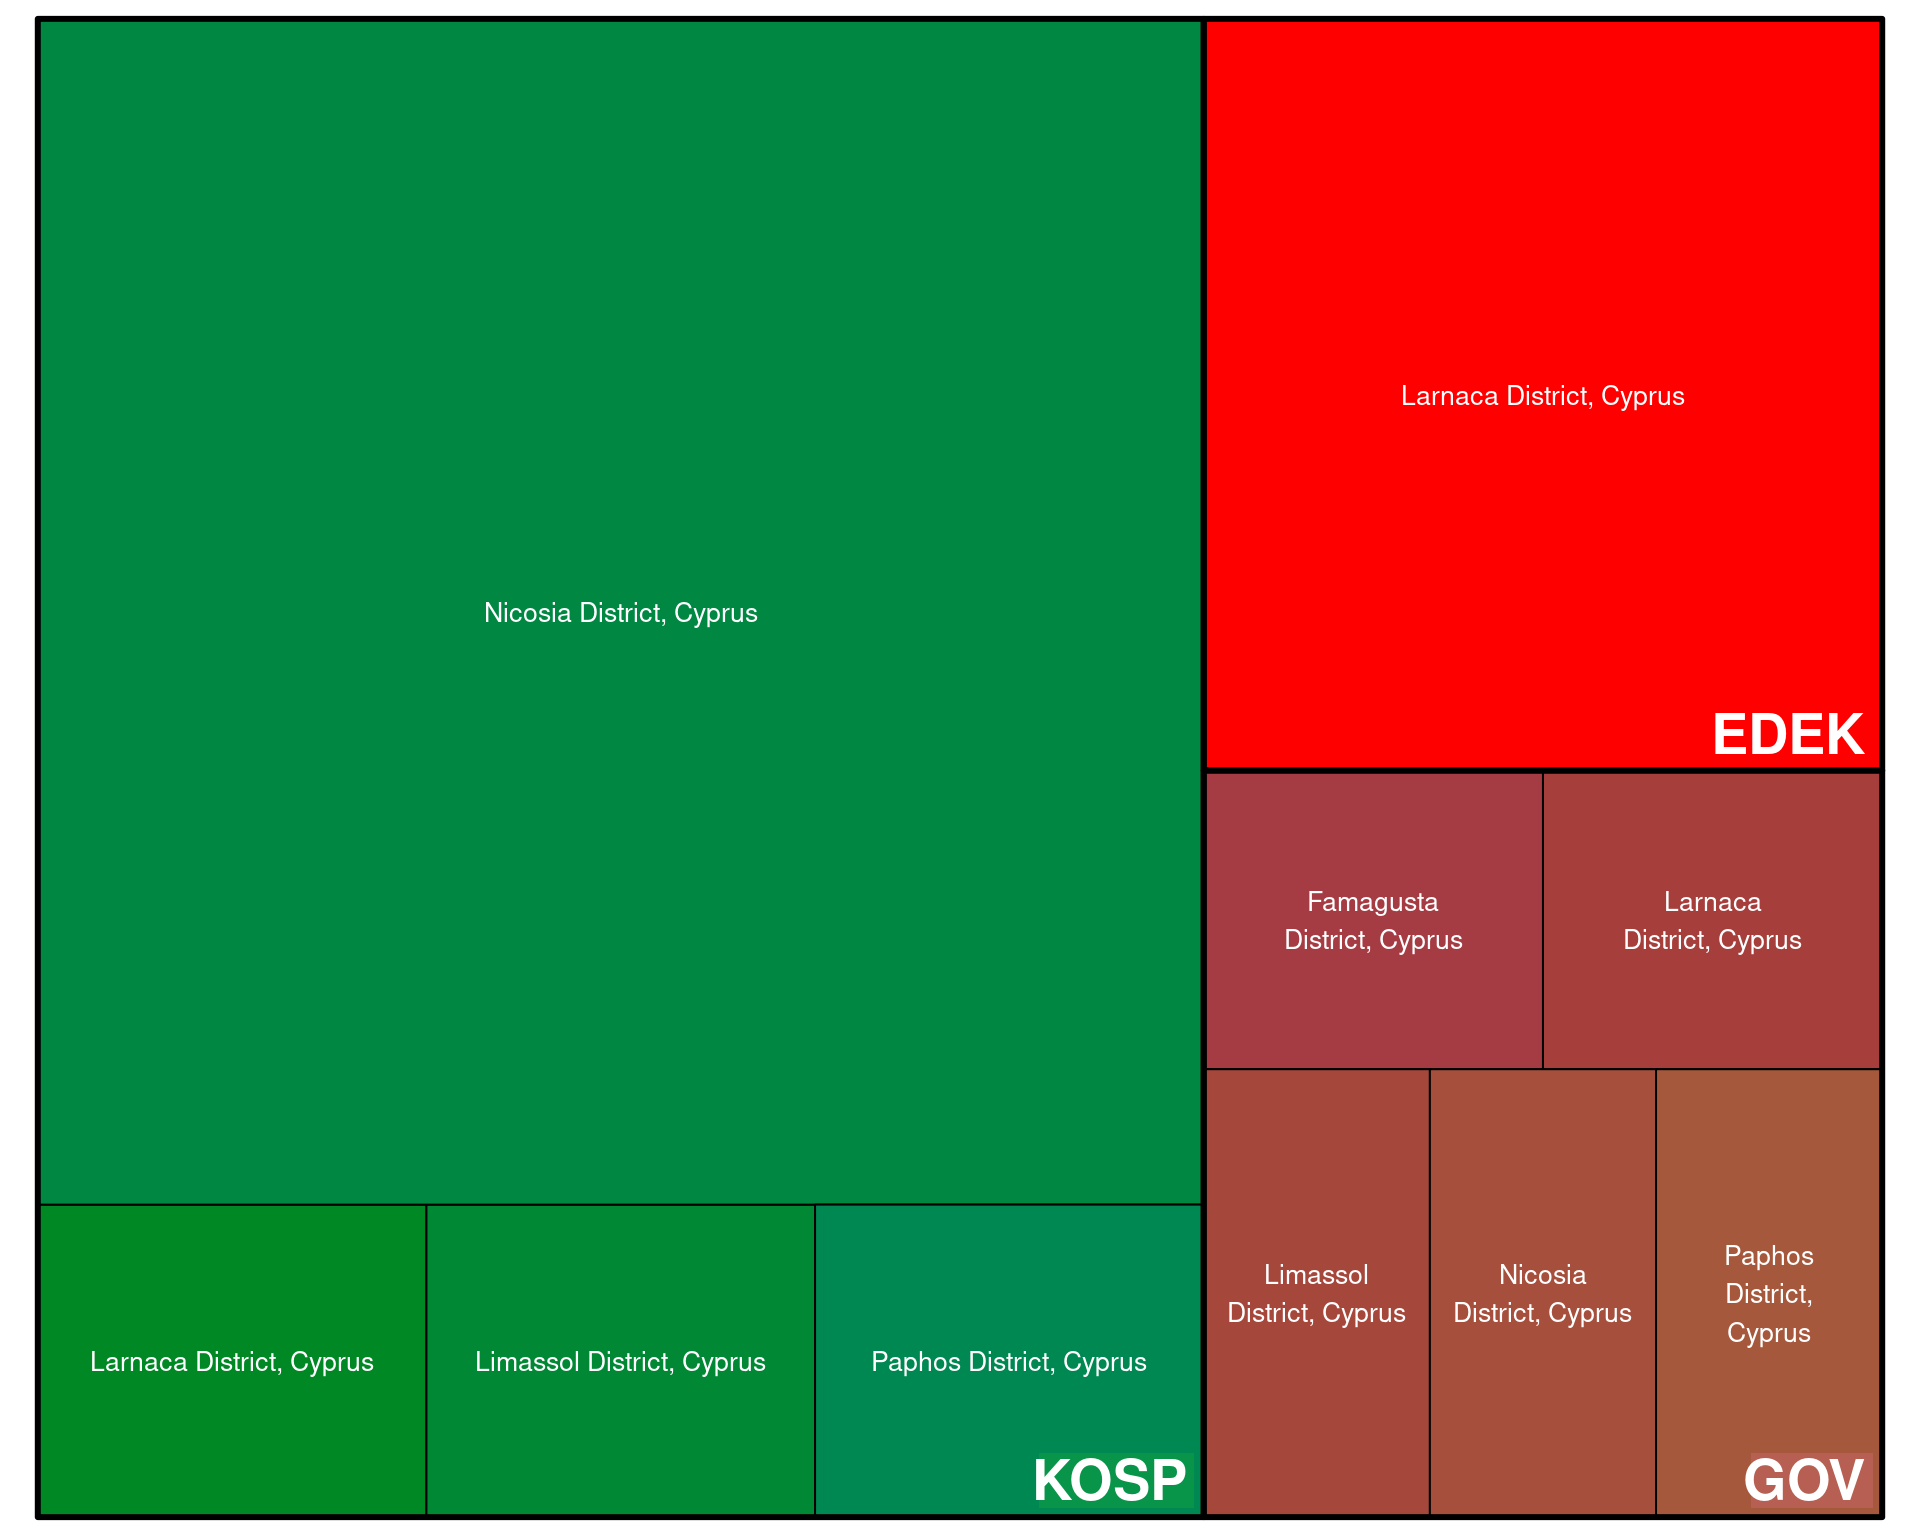 Nicosia District, Cyprus
Larnaca District, Cyprus
Limassol District, Cyprus
Paphos District, Cyprus
KOSP
Larnaca District, Cyprus
EDEK
Famagusta
District, Cyprus
Larnaca
District, Cyprus
Limassol
District, Cyprus
Nicosia
District, Cyprus
Paphos
District,
Cyprus
GOV